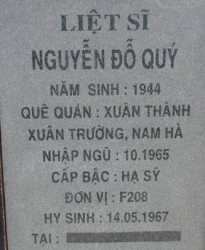 LIỆT SĨ
NGUYỄN ĐỖ QUÝ
NĂM SINH : 1944
QUÊ QUÁN : XUÂN THÀNH
XUÂN TRƯỜNG, NAM HÀ
NHẬP NGŨ : 10.1965
CẤP BẬC : HẠ SỸ
ĐƠN VỊ : F208
HY SINH : 14.05.1967
TẠI :